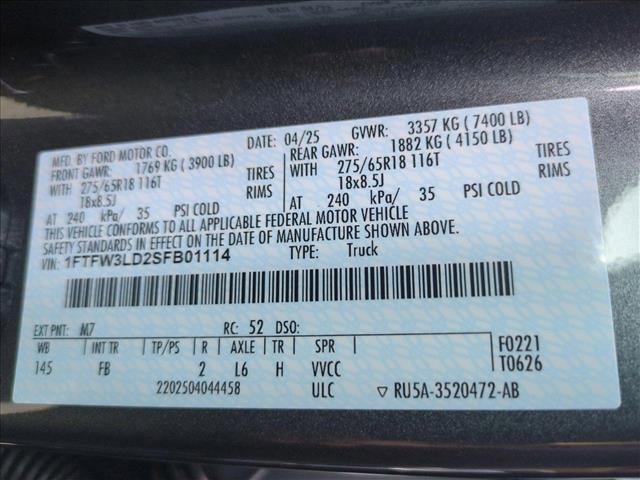 MFD. BY FORD MOTOR CO.
DATE: 04/25 GVWR: 3357 KG ( 7400 LB)
FRONT GAWR: 1769 KG ( 3900 LB)
REAR GAWR: 1882 KG ( 4150 LB)
WITH 275/65R18 116T TIRES
WITH 275/65R18 116T TIRES
18x8.5J RIMS
18x8.5J RIMS
AT 240 kPa/ 35 PSI COLD
AT 240 kPa/ 35 PSI COLD
THIS VEHICLE CONFORMS TO ALL APPLICABLE FEDERAL MOTOR VEHICLE
SAFETY STANDARDS IN EFFECT ON THE DATE OF MANUFACTURE SHOWN ABOVE.
VIN: 1FTFW3LD2SFB01114 TYPE: Truck
EXT PNT: M7 RC: 52 DSO:
WB INT TR TP/PS R AXLE TR SPR
145 FB 2 L6 H VVCC
F0221
T0626
2202504044458 ULC ▽ RU5A-3520472-AB